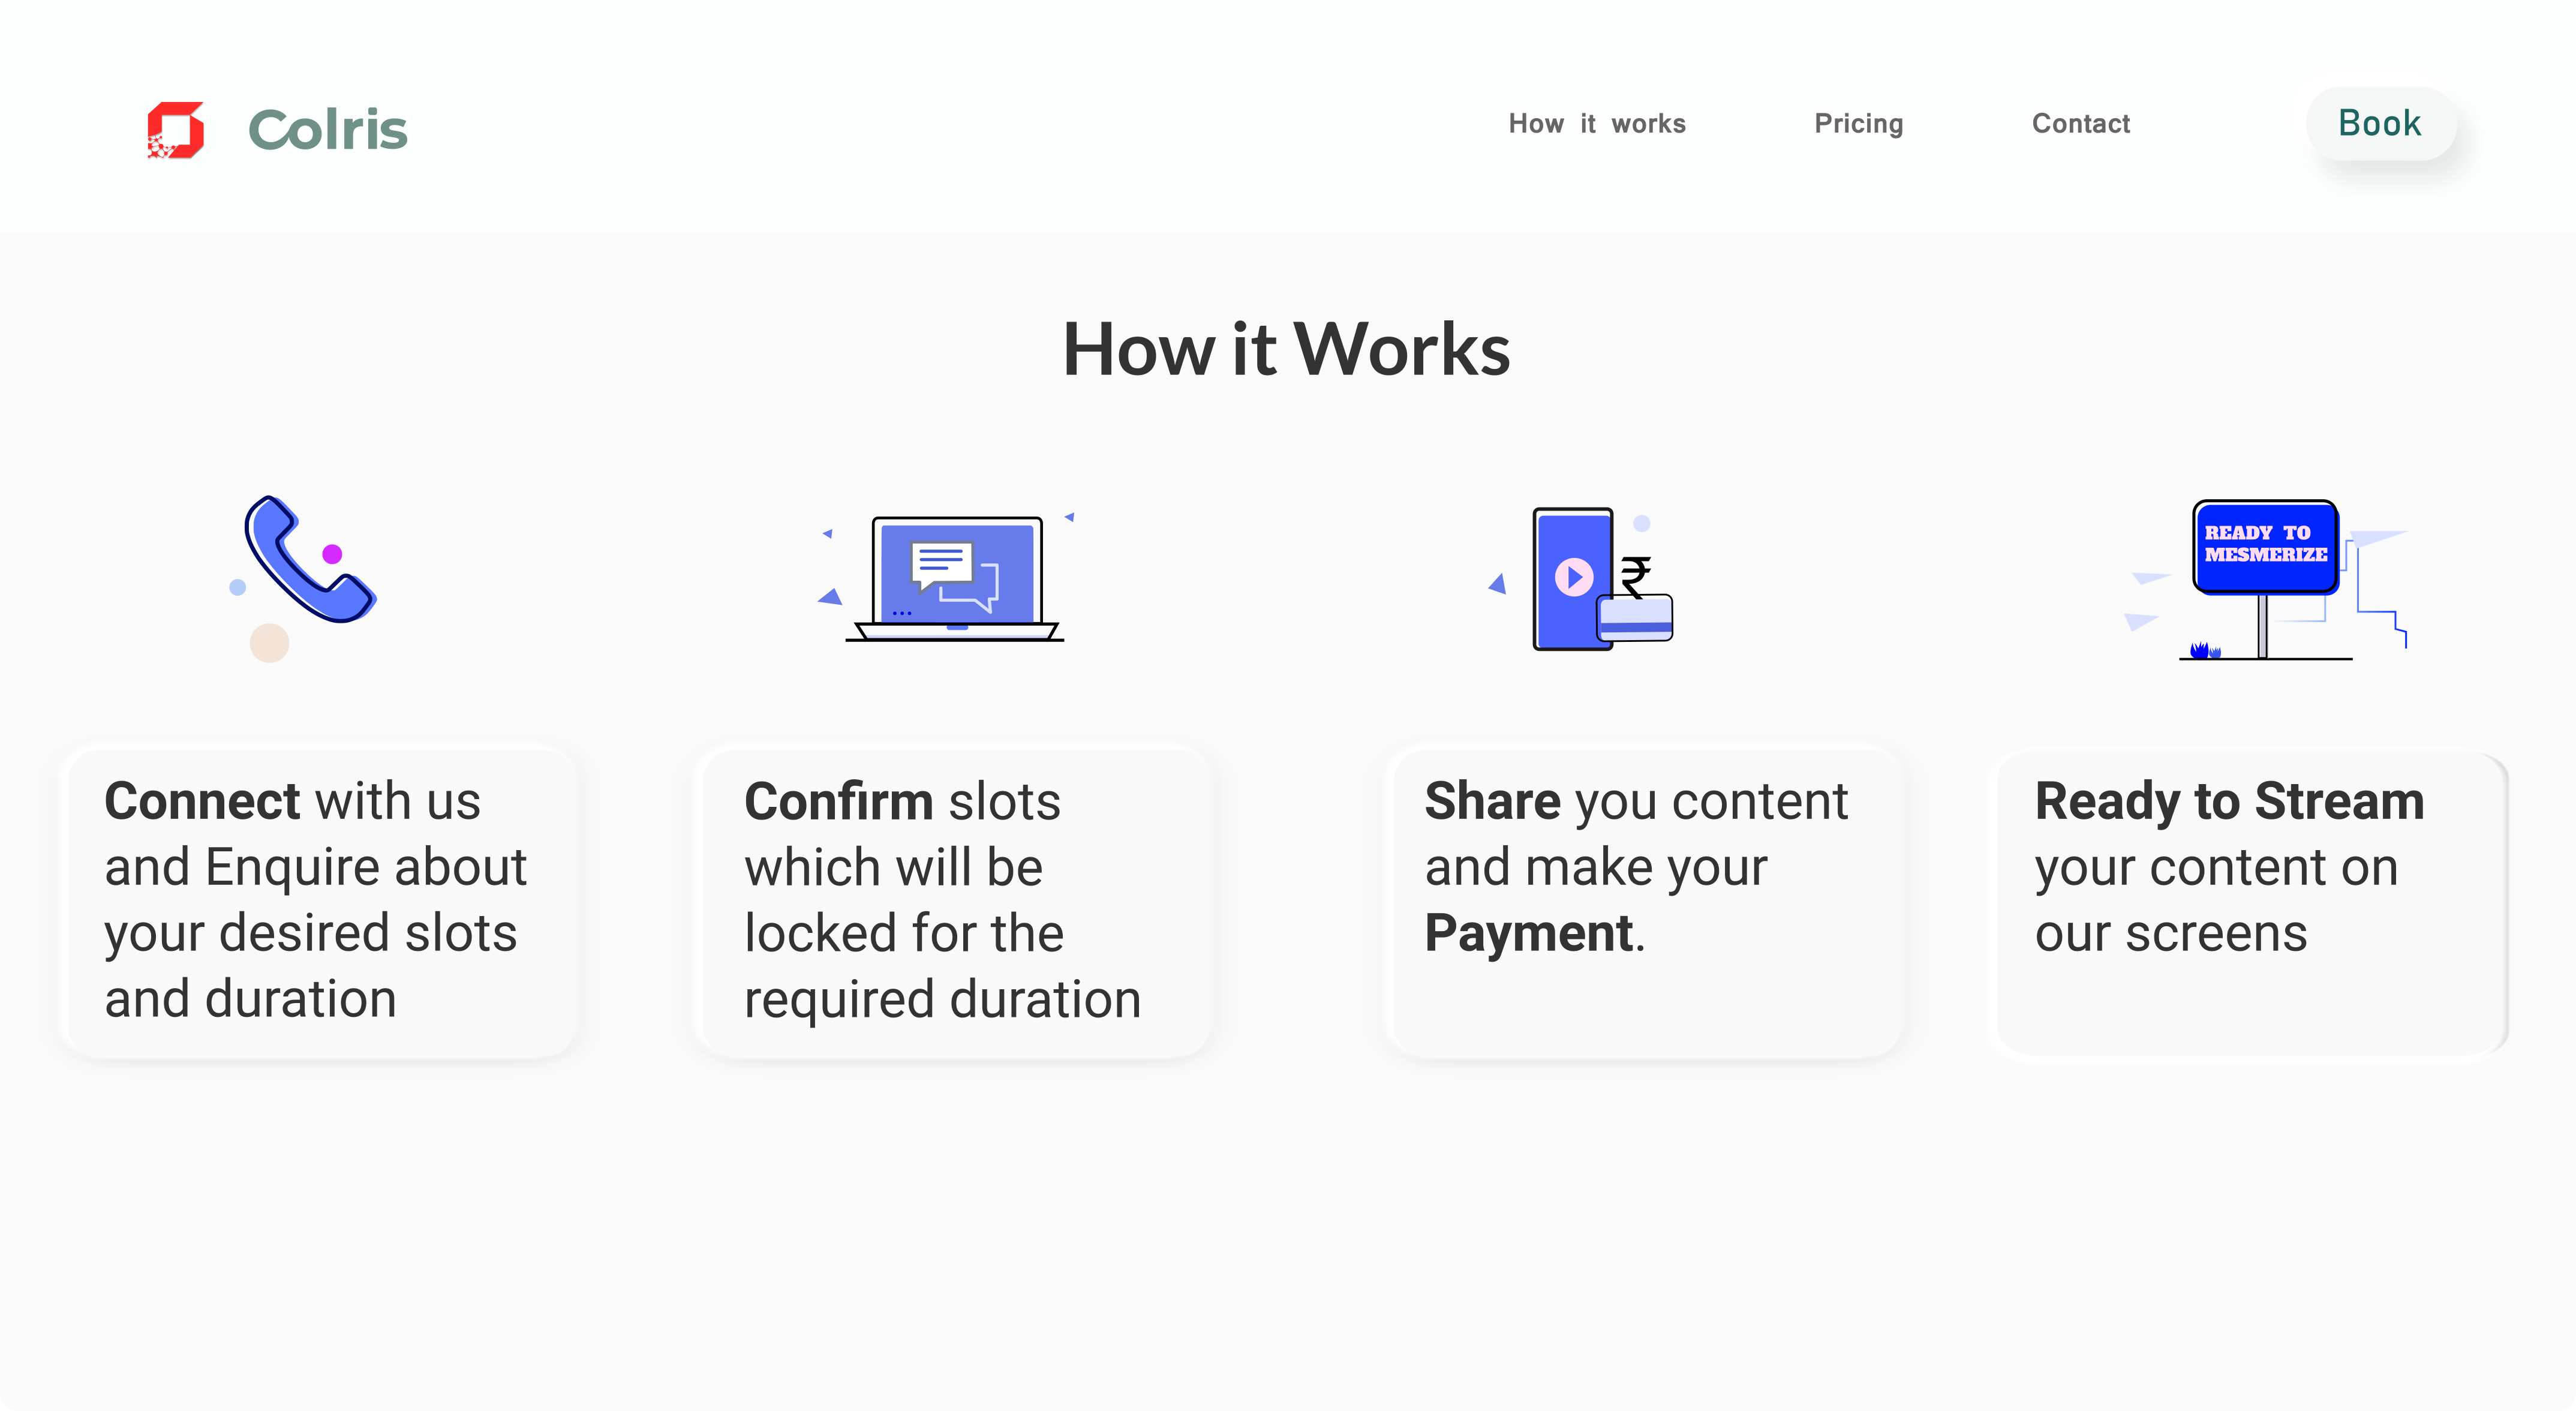 Colris
How it works
Pricing
Contact
Book
How it Works
₹
READY TO
MESMERIZE
Connect with us
and Enquire about
your desired slots
and duration
Confirm slots
which will be
locked for the
required duration
Share you content
and make your
Payment.
Ready to Stream
your content on
our screens